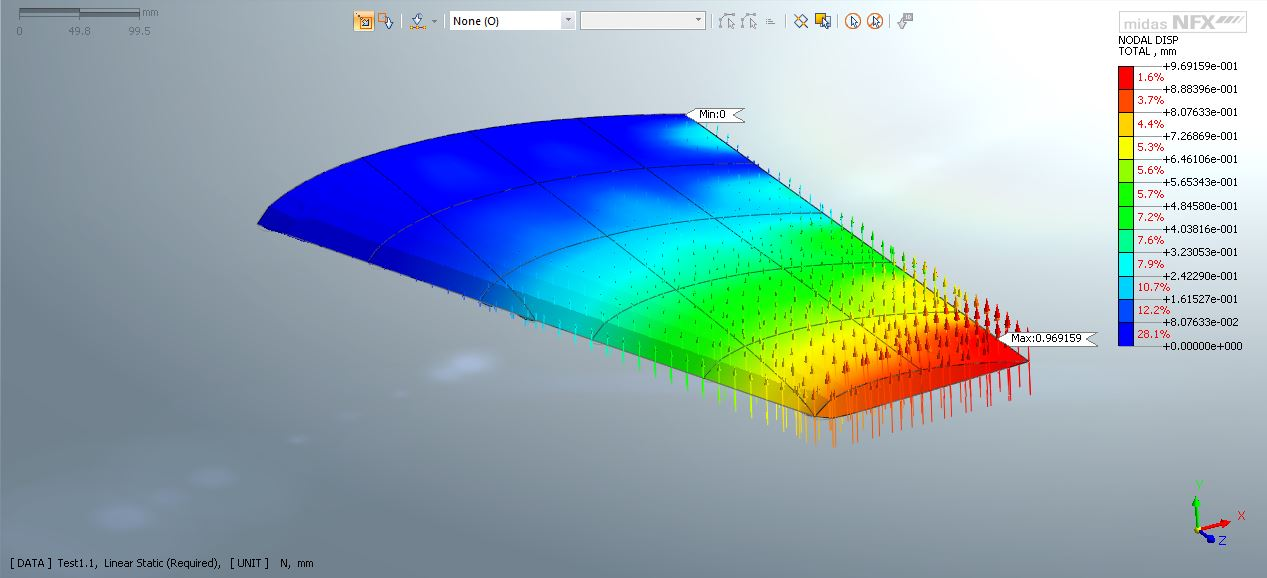 mm
0 49.8 99.5
None (O)
midas NFX
NODAL DISP
TOTAL , mm
+9.69159e-001
1.6%
+8.88396e-001
3.7%
+8.07633e-001
4.4%
+7.26869e-001
5.3%
+6.46106e-001
5.6%
+5.65343e-001
5.7%
+4.84580e-001
7.2%
+4.03816e-001
7.6%
+3.23053e-001
7.9%
+2.42290e-001
10.7%
+1.61527e-001
12.2%
+8.07633e-002
28.1%
+0.00000e+000
Min:0
Max:0.969159
Y
X
Z
[ DATA ] Test1.1, Linear Static (Required), [ UNIT ] N, mm